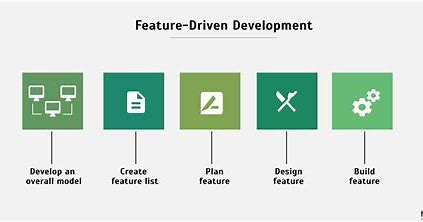 Feature-Driven Development
Develop an
overall model
Create
feature list
Plan
feature
Design
feature
Build
feature